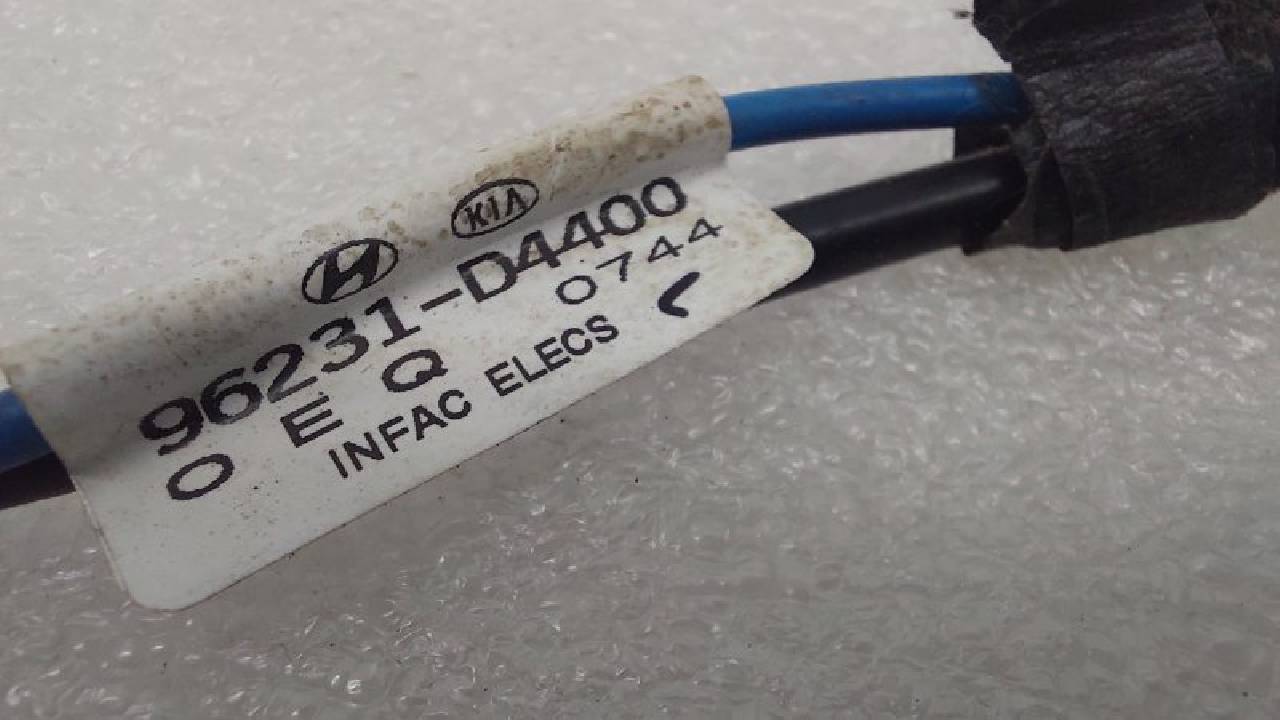 KIA
96231-D4400
O E Q 0744
INFAC ELECS